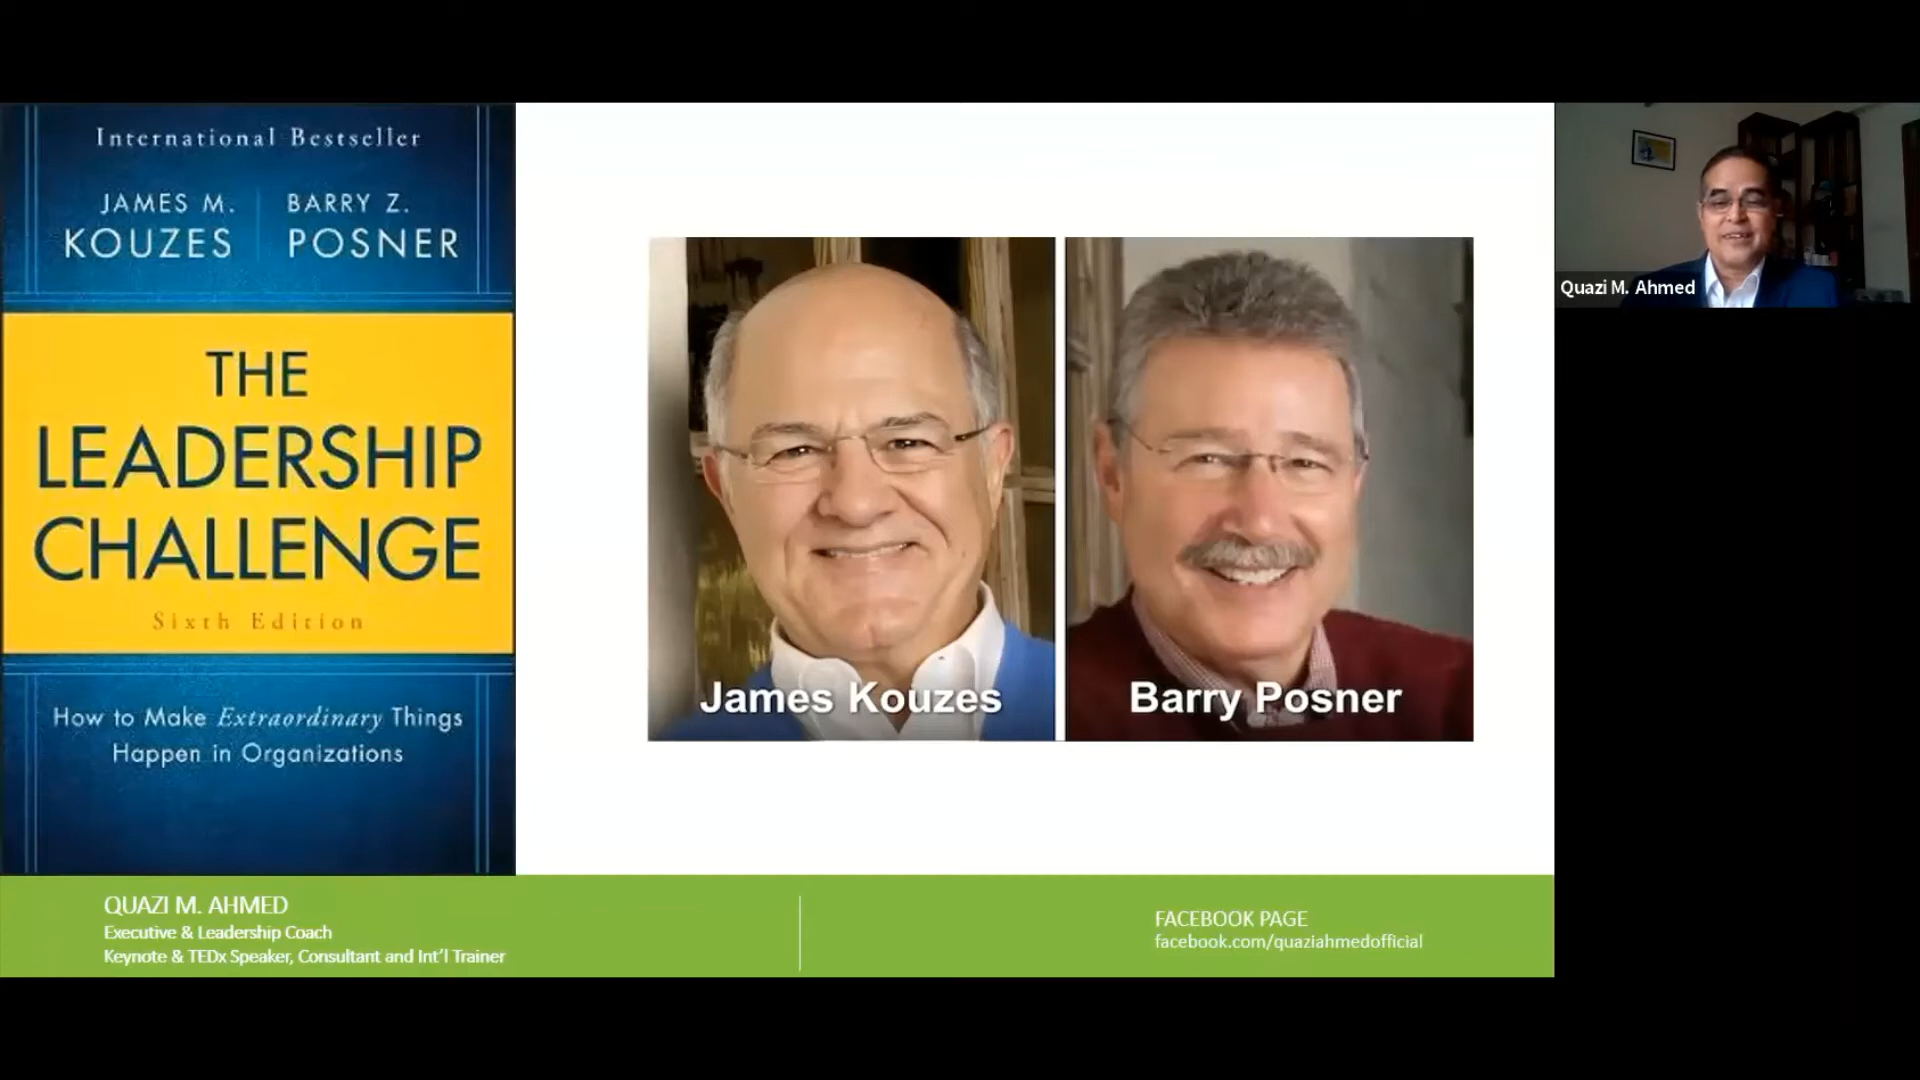 International Bestseller
JAMES M. KOUZES
BARRY Z. POSNER
THE
LEADERSHIP
CHALLENGE
Sixth Edition
How to Make Extraordinary Things
Happen in Organizations
James Kouzes
Barry Posner
Quazi M. Ahmed
QUAZI M. AHMED
Executive & Leadership Coach
Keynote & TEDx Speaker, Consultant and Int'l Trainer
FACEBOOK PAGE
facebook.com/quaziahmedofficial